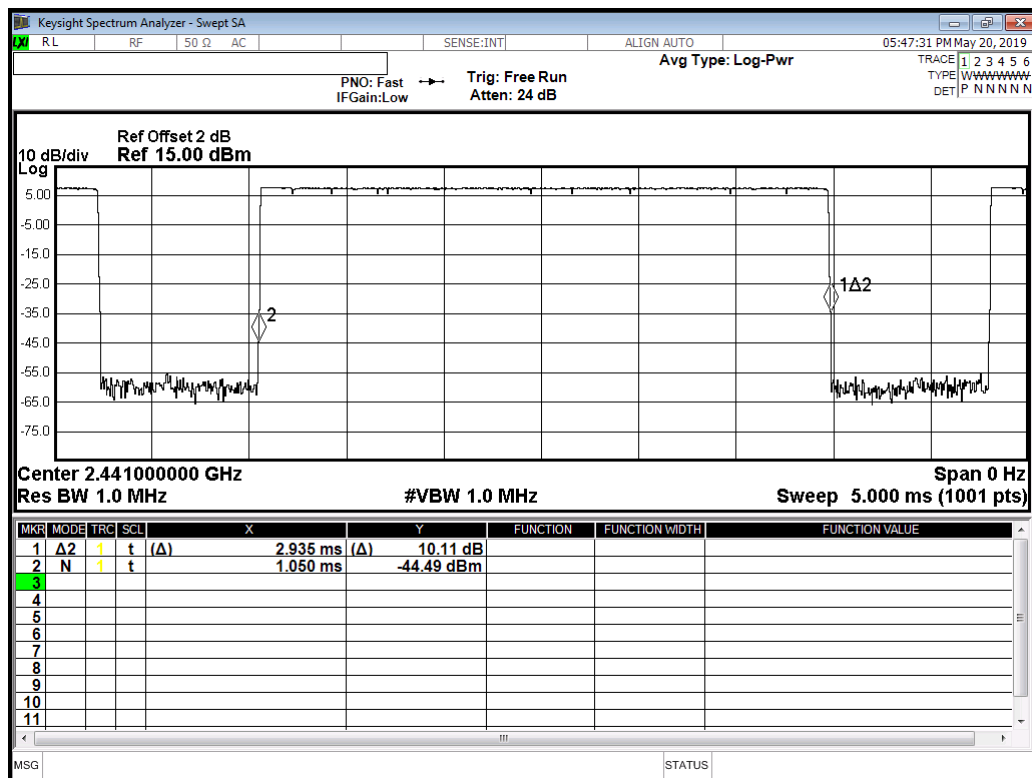 Keysight Spectrum Analyzer - Swept SA
LXI RL RF 50 Ω AC SENSE:INT ALIGN AUTO 05:47:31 PM May 20, 2019
Avg Type: Log-Pwr TRACE 1 2 3 4 5 6
PNO: Fast Trig: Free Run TYPE WWWWWW
IFGain:Low Atten: 24 dB DET P N N N N N
Ref Offset 2 dB
10 dB/div Ref 15.00 dBm
Log
5.00
-5.00
-15.0
-25.0
1Δ2
-35.0
2
-45.0
-55.0
-65.0
-75.0
Center 2.441000000 GHz Span 0 Hz
Res BW 1.0 MHz #VBW 1.0 MHz Sweep 5.000 ms (1001 pts)
MKR MODE TRC SCL X Y FUNCTION FUNCTION WIDTH FUNCTION VALUE
1 Δ2 1 t (Δ) 2.935 ms (Δ) 10.11 dB
2 N 1 t 1.050 ms -44.49 dBm
3
4
5
6
7
8
9
10
11
MSG STATUS